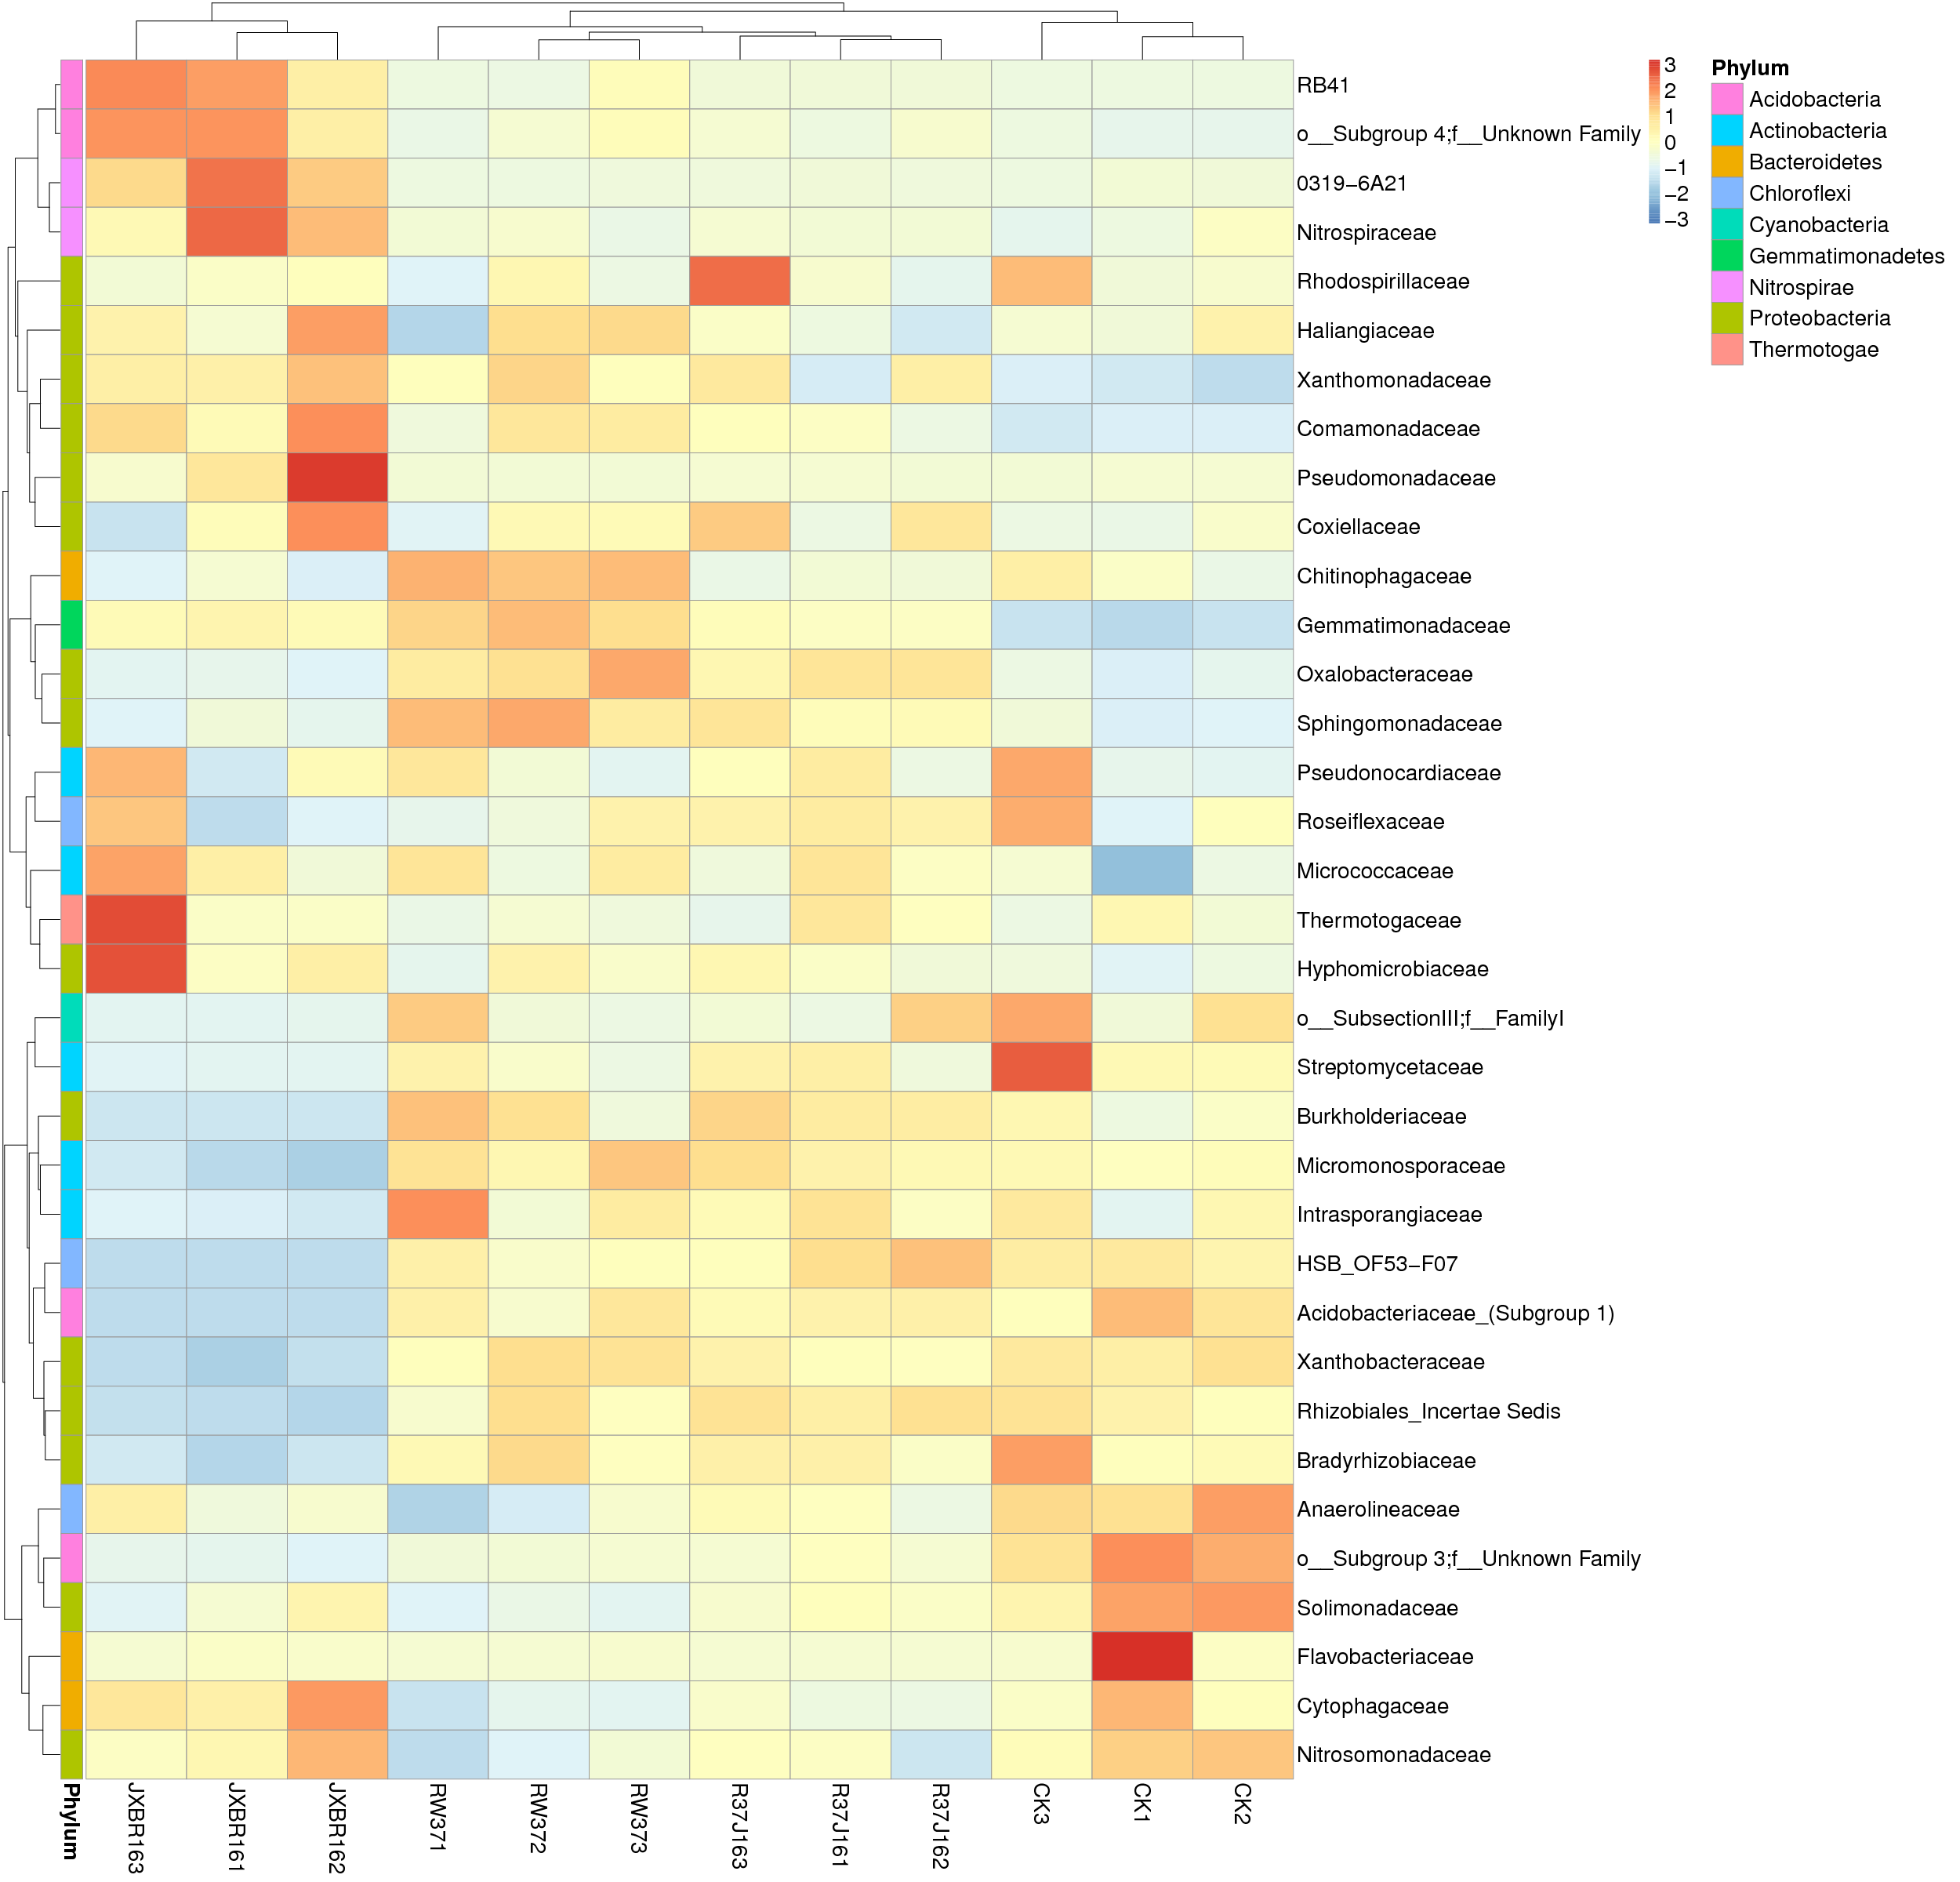 RB41
o__Subgroup 4;f__Unknown Family
0319−6A21
Nitrospiraceae
Rhodospirillaceae
Haliangiaceae
Xanthomonadaceae
Comamonadaceae
Pseudomonadaceae
Coxiellaceae
Chitinophagaceae
Gemmatimonadaceae
Oxalobacteraceae
Sphingomonadaceae
Pseudonocardiaceae
Roseiflexaceae
Micrococcaceae
Thermotogaceae
Hyphomicrobiaceae
o__SubsectionIII;f__FamilyI
Streptomycetaceae
Burkholderiaceae
Micromonosporaceae
Intrasporangiaceae
HSB_OF53−F07
Acidobacteriaceae_(Subgroup 1)
Xanthobacteraceae
Rhizobiales_Incertae Sedis
Bradyrhizobiaceae
Anaerolineaceae
o__Subgroup 3;f__Unknown Family
Solimonadaceae
Flavobacteriaceae
Cytophagaceae
Nitrosomonadaceae
Phylum
JXBR163
JXBR161
JXBR162
RW371
RW372
RW373
R37J163
R37J161
R37J162
CK3
CK1
CK2
3
2
1
0
−1
−2
−3
Phylum
Acidobacteria
Actinobacteria
Bacteroidetes
Chloroflexi
Cyanobacteria
Gemmatimonadetes
Nitrospirae
Proteobacteria
Thermotogae